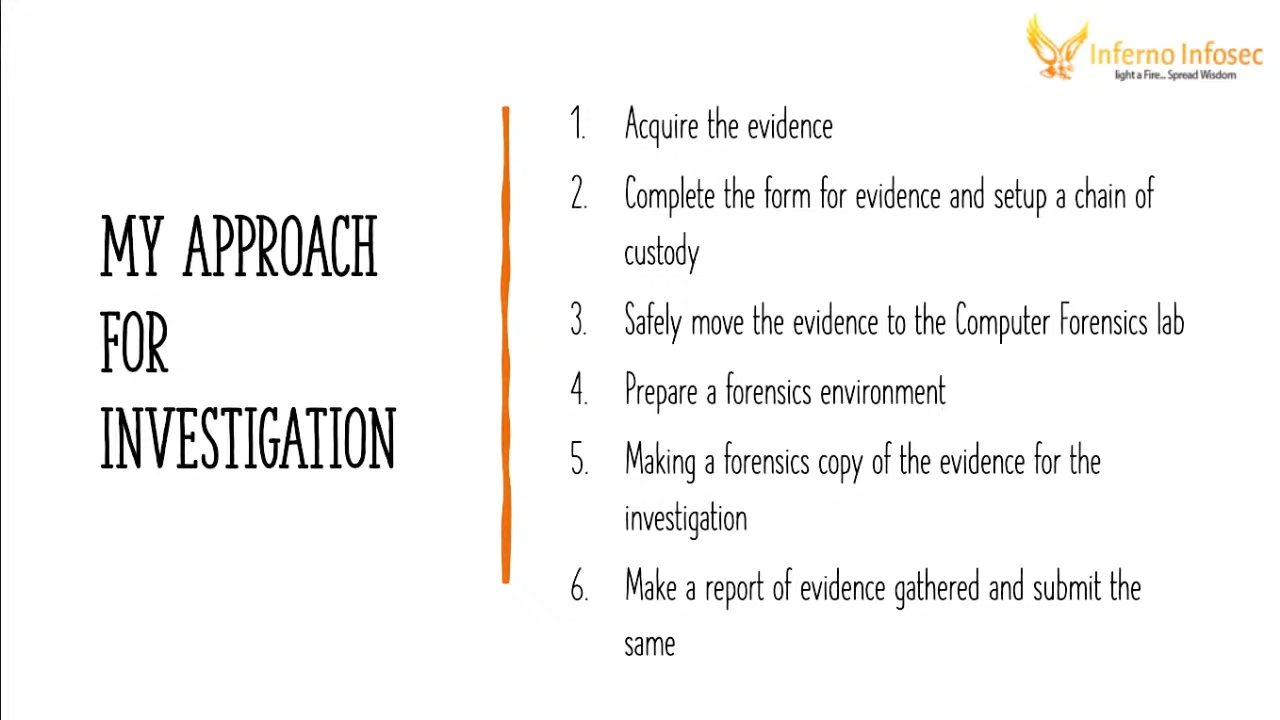 Inferno Infosec
light a Fire... Spread Wisdom
MY APPROACH
FOR
INVESTIGATION
1. Acquire the evidence
2. Complete the form for evidence and setup a chain of
custody
3. Safely move the evidence to the Computer Forensics lab
4. Prepare a forensics environment
5. Making a forensics copy of the evidence for the
investigation
6. Make a report of evidence gathered and submit the
same